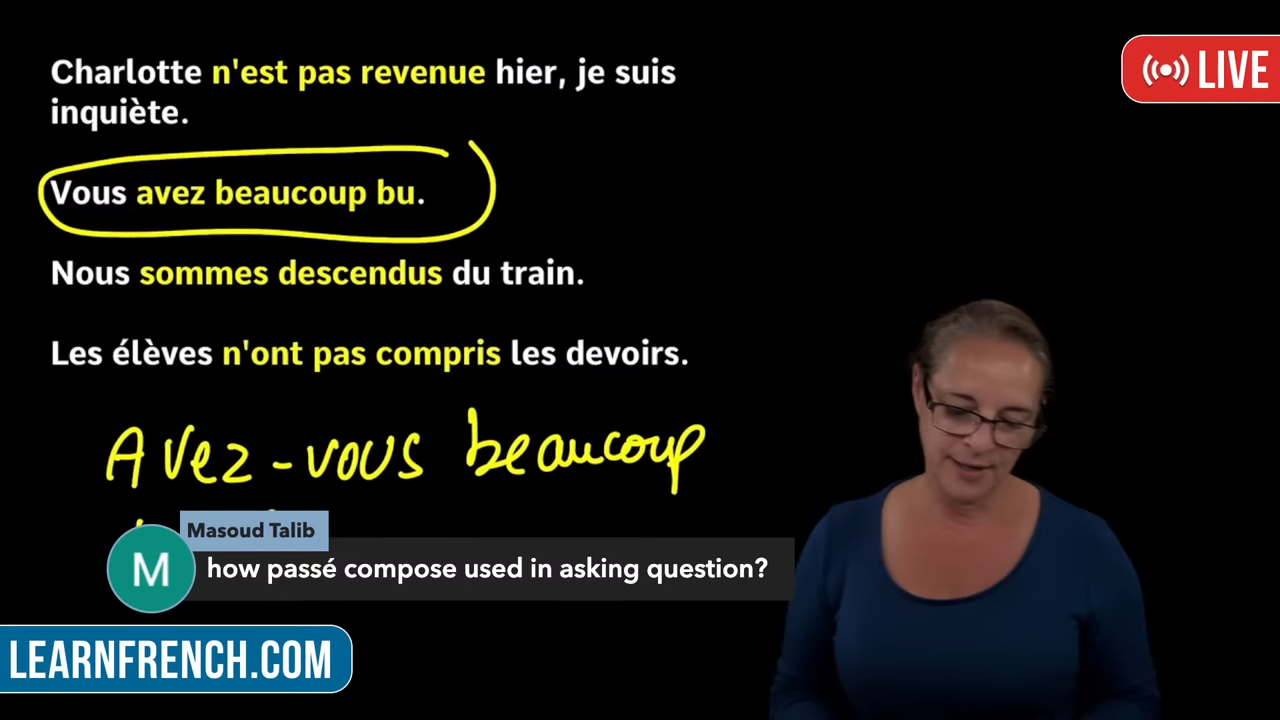 Charlotte n'est pas revenue hier, je suis
inquiète.
LIVE
Vous avez beaucoup bu.
Nous sommes descendus du train.
Les élèves n'ont pas compris les devoirs.
Avez-vous beaucoup
Masoud Talib
M
how passé compose used in asking question?
LEARNFRENCH.COM